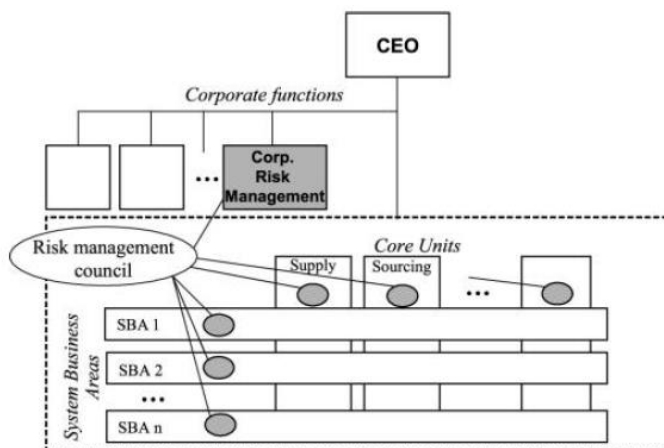 CEO
Corporate functions
...
Corp.
Risk
Management
Risk management
council
Core Units
Supply
Sourcing
...
System Business
Areas
SBA 1
SBA 2
...
SBA n